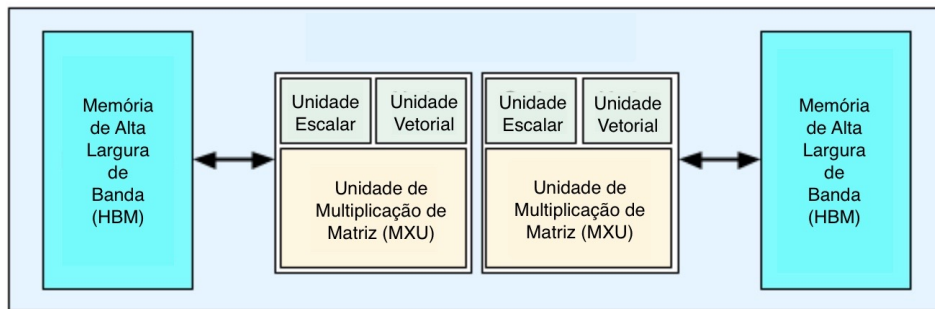 Memória
de Alta
Largura
de
Banda
(HBM)
Unidade
Escalar
Unidade
Vetorial
Unidade de
Multiplicação de
Matriz (MXU)
Unidade
Escalar
Unidade
Vetorial
Unidade de
Multiplicação de
Matriz (MXU)
Memória
de Alta
Largura
de
Banda
(HBM)